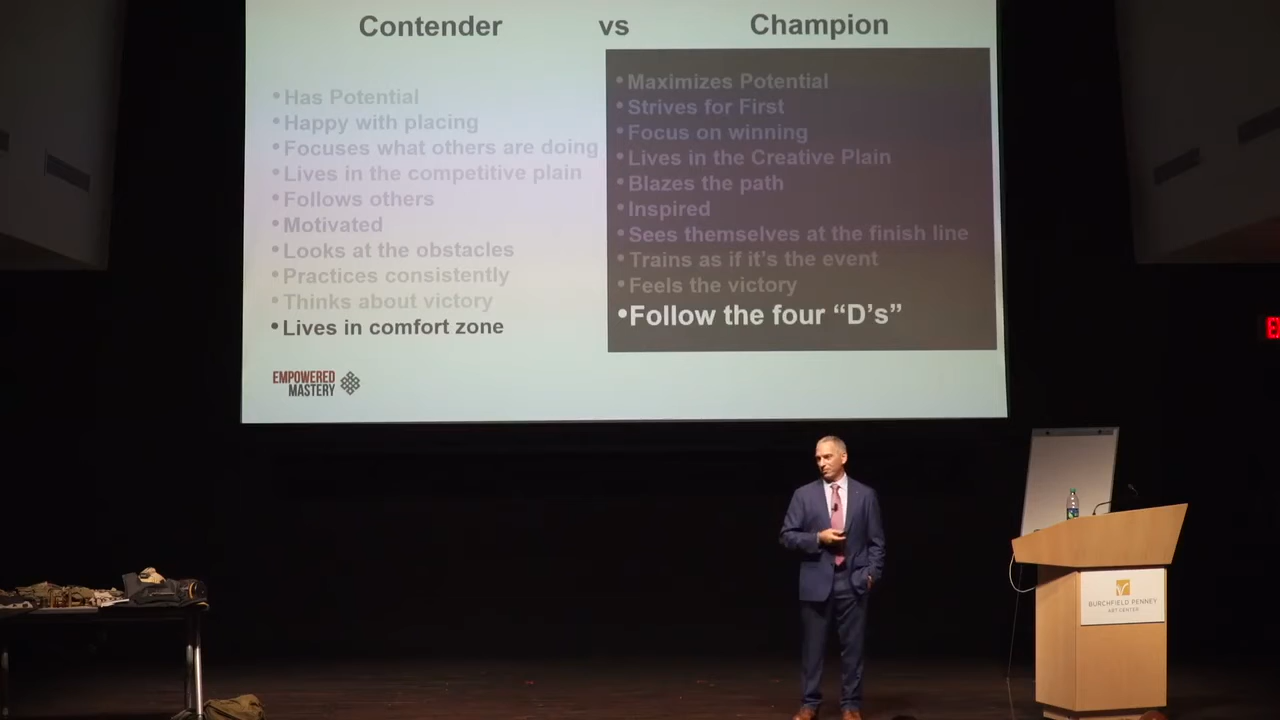 Contender vs Champion
• Has Potential
• Happy with placing
• Focuses what others are doing
• Lives in the competitive plain
• Follows others
• Motivated
• Looks at the obstacles
• Practices consistently
• Thinks about victory
• Lives in comfort zone
• Maximizes Potential
• Strives for First
• Focus on winning
• Lives in the Creative Plain
• Blazes the path
• Inspired
• Sees themselves at the finish line
• Trains as if it's the event
• Feels the victory
• Follow the four “D's”
EMPOWERED
MASTERY
BURCHFIELD PENNEY
ART CENTER